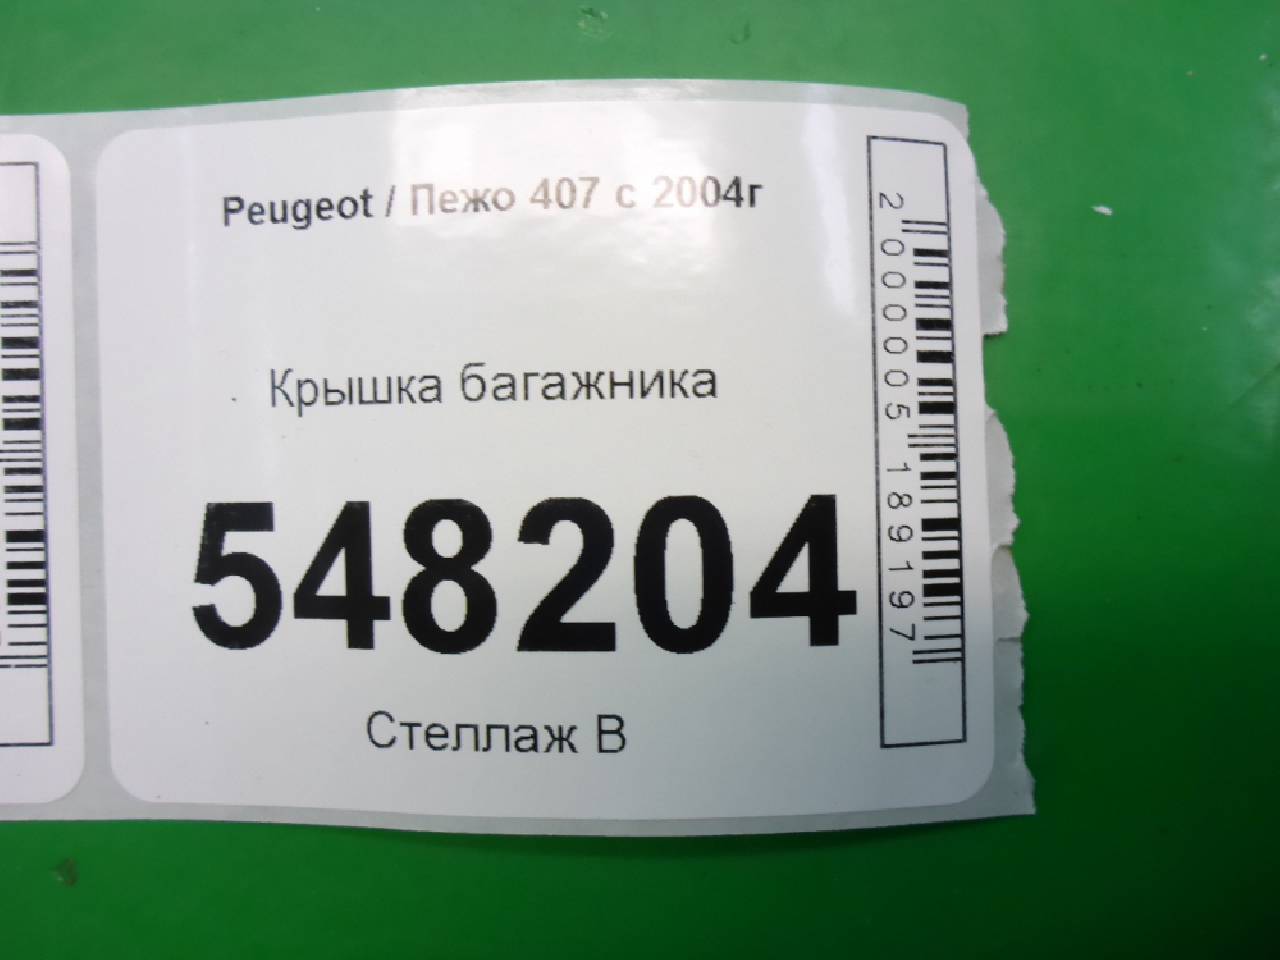 Peugeot / Пежо 407 с 2004г
Крышка багажника
548204
Стеллаж В
2000005189197